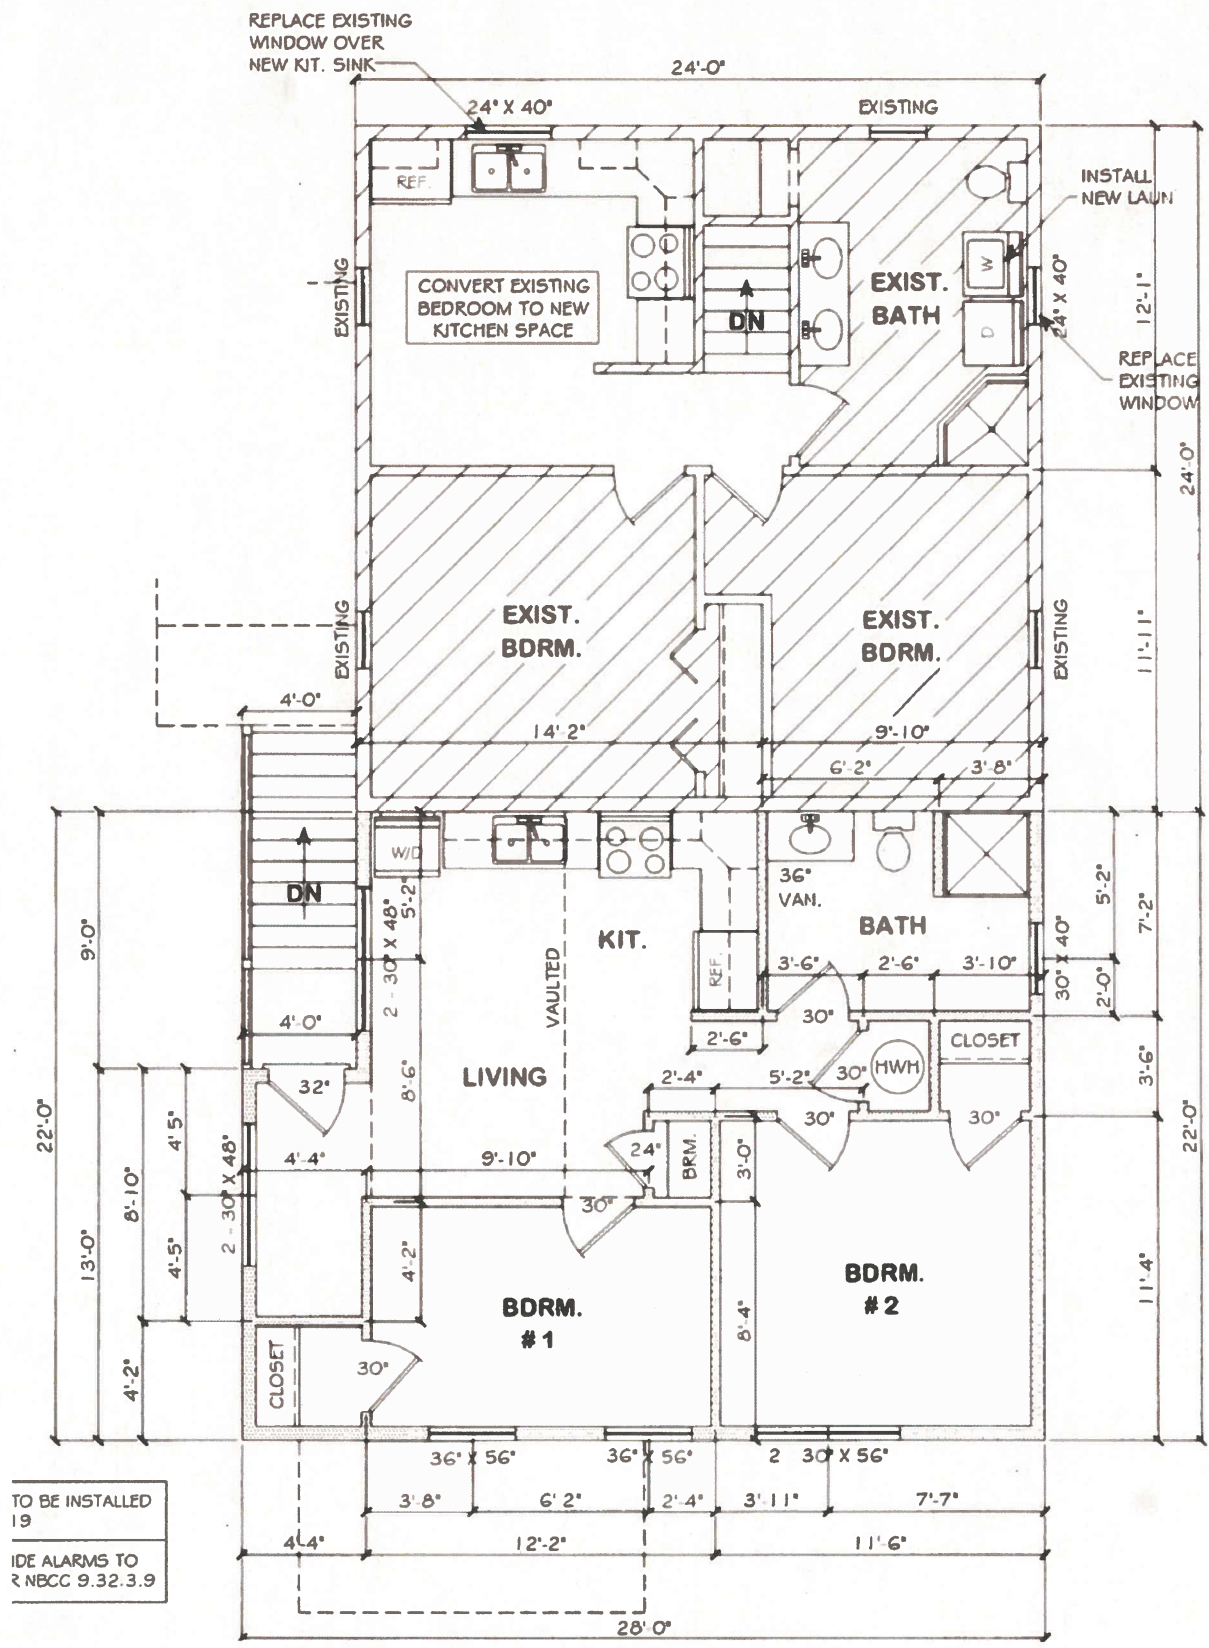 REPLACE EXISTING
WINDOW OVER
NEW KIT. SINK
24'-0"
24" X 40"
EXISTING
REF.
INSTALL
NEW LAUN
EXISTING
CONVERT EXISTING
BEDROOM TO NEW
KITCHEN SPACE
DN
EXIST.
BATH
W
D
24" X 40"
12'-1"
REPLACE
EXISTING
WINDOW
24'-0"
EXISTING
EXIST.
BDRM.
EXIST.
BDRM.
EXISTING
11'-11"
4'-0"
14'-2"
9'-10"
6'-2"
3'-8"
W/D
DN
36"
VAN.
5'-2"
2 - 30" X 48"
KIT.
BATH
5'-2"
7'-2"
9'-0"
VAULTED
REF.
3'-6"
2'-6"
3'-10"
30" X 40"
2'-0"
4'-0"
30"
2'-6"
CLOSET
LIVING
32"
8'-6"
2'-4"
5'-2"
30"
HWH
3'-6"
22'-0"
4' 5"
30"
30"
22'-0"
24"
BRM.
3'-0"
4'-4"
9'-10"
2 - 30" X 48"
8'-10"
30"
13'-0"
4'-5"
4'-2"
BDRM.
#1
BDRM.
#2
8'-4"
11'-4"
CLOSET
30"
4'-2"
36" X 56"
36" X 56"
2 30" X 56"
TO BE INSTALLED
19
3'-8"
6'2"
2'-4"
3'-11"
7'-7"
4'-4"
12'-2"
11'-6"
IDE ALARMS TO
R NBCC 9.32.3.9
28'0"